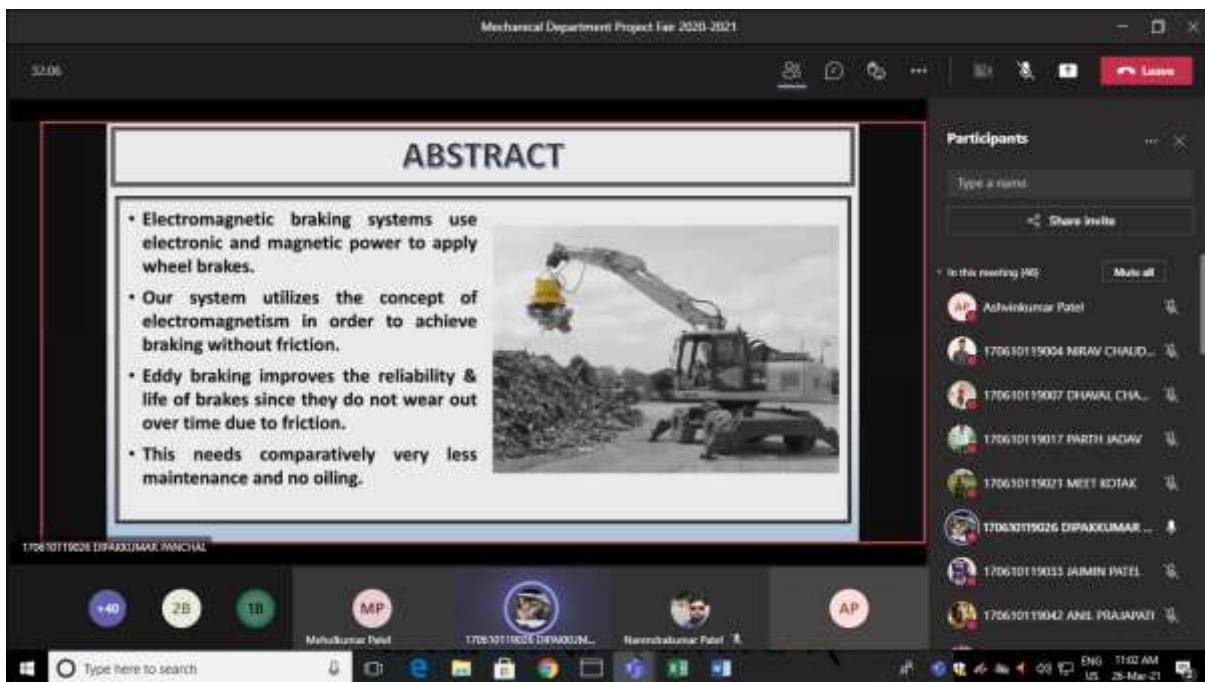 Mechanical Department Project Fair 2020-2021
32:06
Leave
ABSTRACT
• Electromagnetic braking systems use
electronic and magnetic power to apply
wheel brakes.
• Our system utilizes the concept of
electromagnetism in order to achieve
braking without friction.
• Eddy braking improves the reliability &
life of brakes since they do not wear out
over time due to friction.
• This needs comparatively very less
maintenance and no oiling.
170610119026 DIPAKKUMAR PANCHAL
Participants
Type a name
Share invite
In this meeting (46)
Mute all
AP
Ashvinkumar Patel
170610119004 NIRAV CHAUD...
170610119007 DHAVAL CHA...
170610119017 PARTH JADAV
170610119021 MEET KOTAK
170610119026 DIPAKKUMAR ...
170610119033 JAIMIN PATEL
170610119042 ANIL PRAJAPATI
+40
2B
1B
MP
Mehulkumar Patel
170610119026 DIPAKKUM...
Narendrakumar Patel
AP
Type here to search
ENG
US
11:02 AM
26-Mar-21